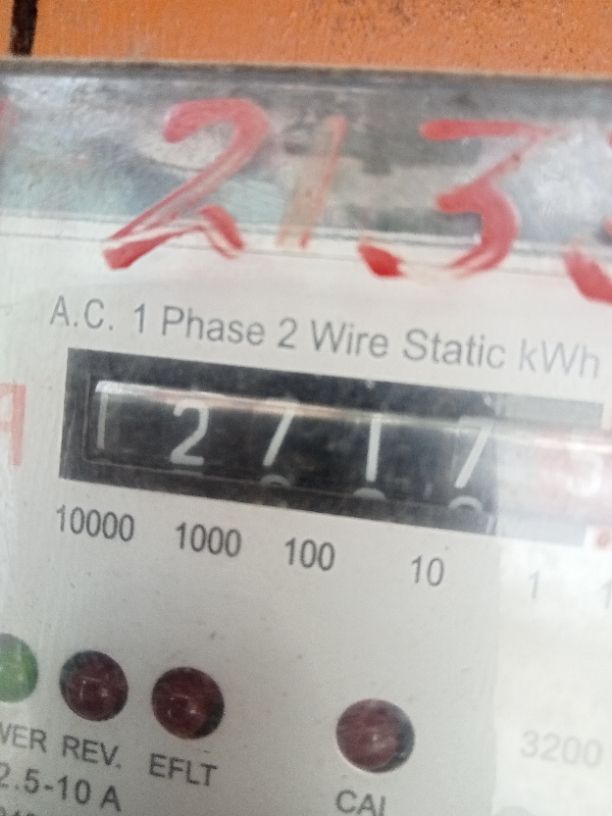 2133
A.C. 1 Phase 2 Wire Static kWh
12717
10000 1000 100 10 1
REV. EFLT
3200
2.5-10 A
CAL